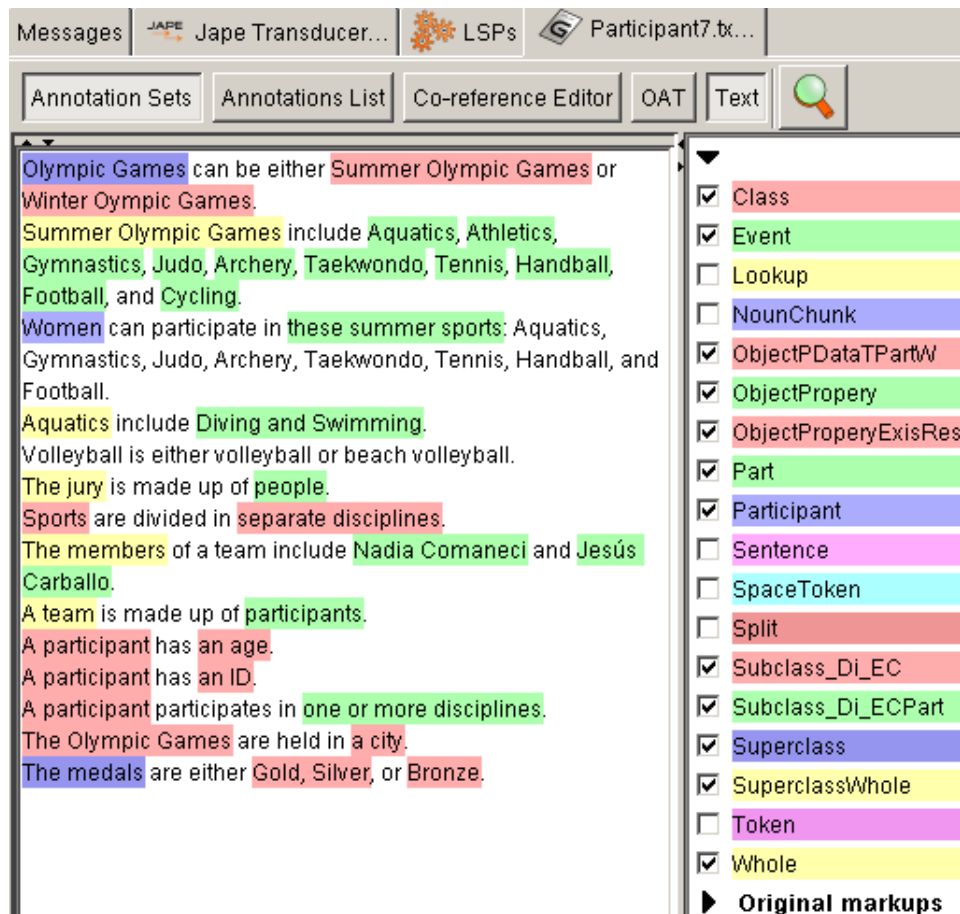 Messages JAPE Jape Transducer... LSPs G Participant7.tx...
Annotation Sets Annotations List Co-reference Editor OAT Text
Olympic Games can be either Summer Olympic Games or
Winter Oympic Games.
Summer Olympic Games include Aquatics, Athletics,
Gymnastics, Judo, Archery, Taekwondo, Tennis, Handball,
Football, and Cycling.
Women can participate in these summer sports: Aquatics,
Gymnastics, Judo, Archery, Taekwondo, Tennis, Handball, and
Football.
Aquatics include Diving and Swimming.
Volleyball is either volleyball or beach volleyball.
The jury is made up of people.
Sports are divided in separate disciplines.
The members of a team include Nadia Comaneci and Jesús
Carballo.
A team is made up of participants.
A participant has an age.
A participant has an ID.
A participant participates in one or more disciplines.
The Olympic Games are held in a city.
The medals are either Gold, Silver, or Bronze.
Class
Event
Lookup
NounChunk
ObjectPDataTPartW
ObjectPropery
ObjectProperyExisRes
Part
Participant
Sentence
SpaceToken
Split
Subclass_Di_EC
Subclass_Di_ECPart
Superclass
SuperclassWhole
Token
Whole
Original markups